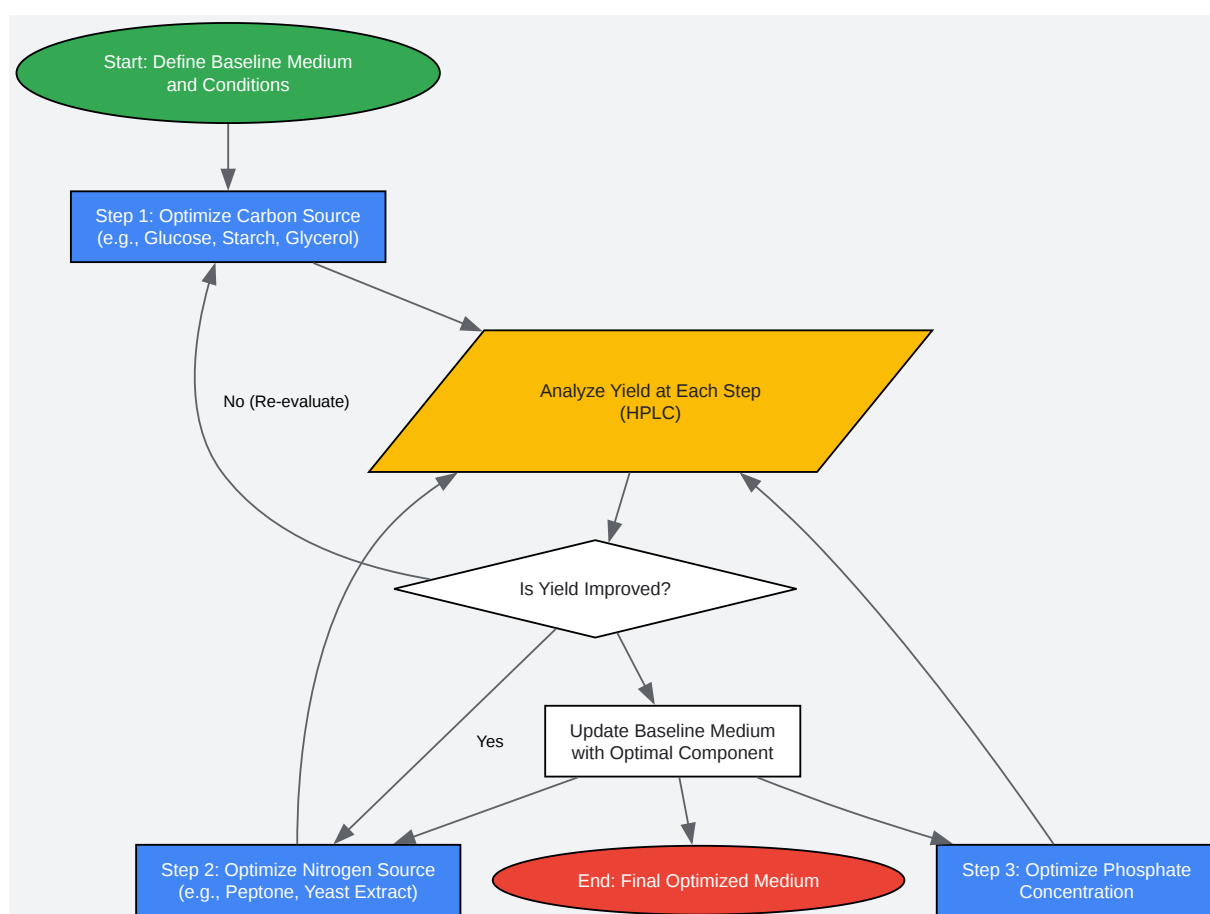 Start: Define Baseline Medium
and Conditions
Step 1: Optimize Carbon Source
(e.g., Glucose, Starch, Glycerol)
No (Re-evaluate)
Analyze Yield at Each Step
(HPLC)
Is Yield Improved?
Yes
Update Baseline Medium
with Optimal Component
Step 2: Optimize Nitrogen Source
(e.g., Peptone, Yeast Extract)
End: Final Optimized Medium
Step 3: Optimize Phosphate
Concentration